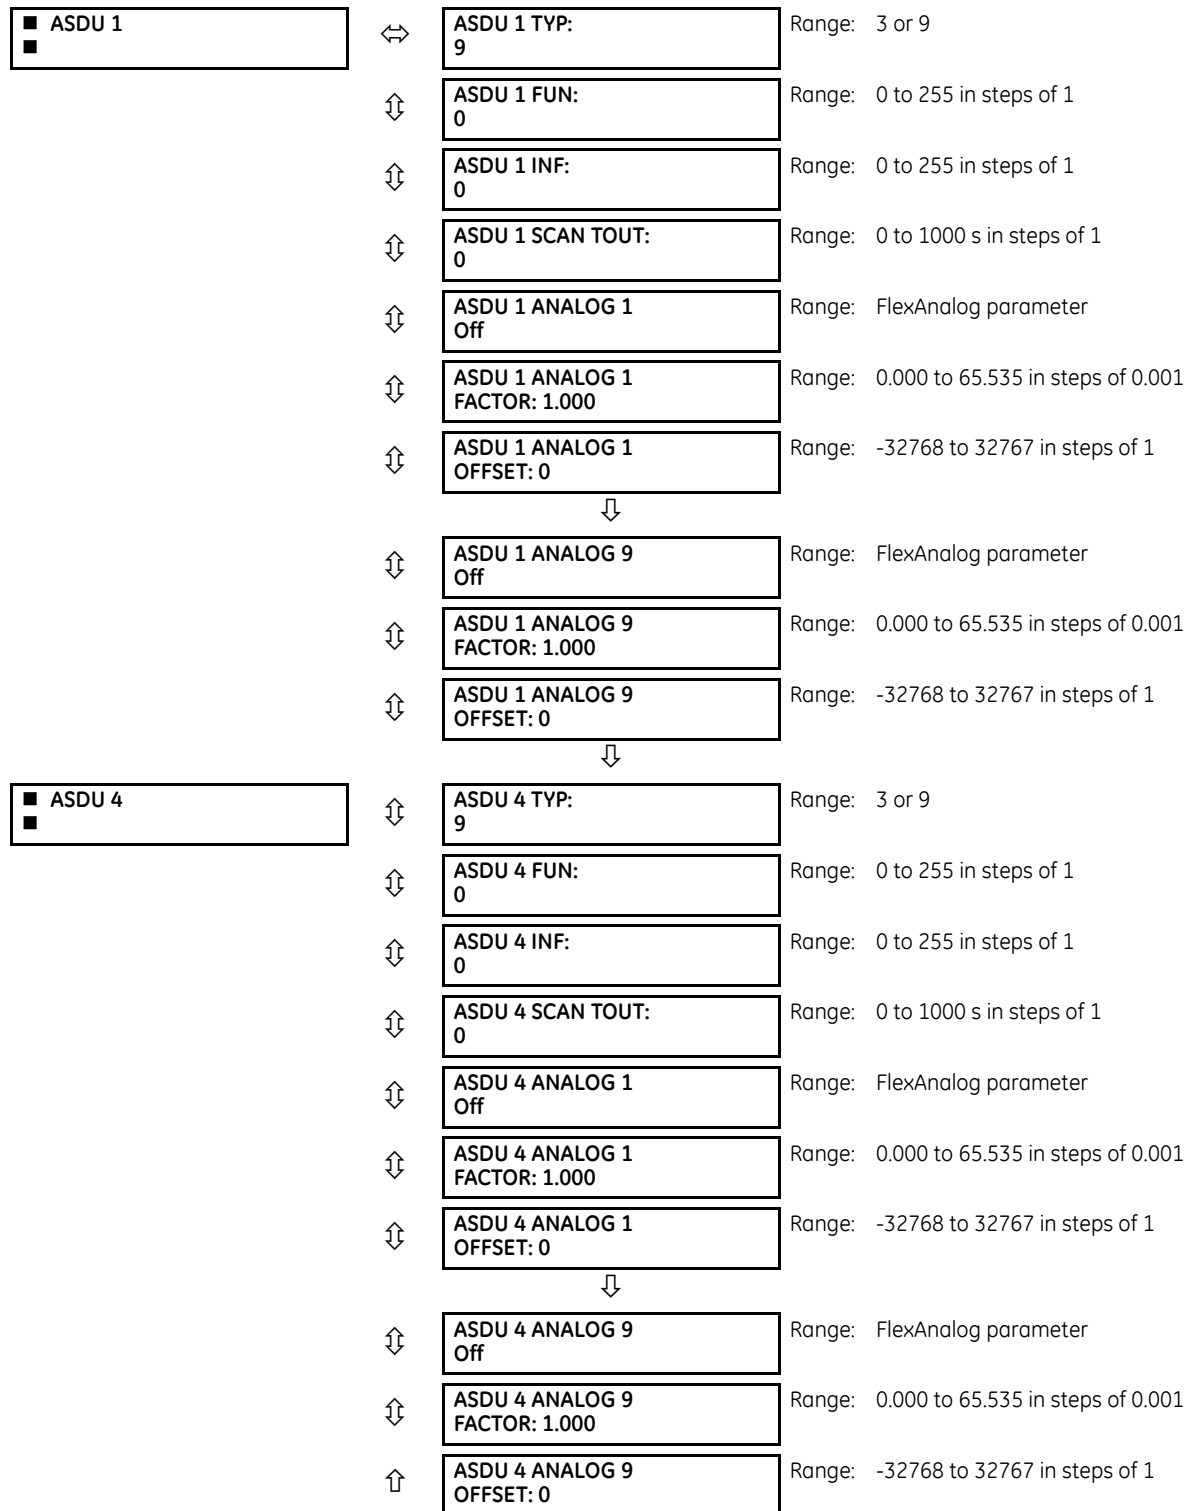 ■ ASDU 1
■
ASDU 1 TYP:
9
Range: 3 or 9
ASDU 1 FUN:
0
Range: 0 to 255 in steps of 1
ASDU 1 INF:
0
Range: 0 to 255 in steps of 1
ASDU 1 SCAN TOUT:
0
Range: 0 to 1000 s in steps of 1
ASDU 1 ANALOG 1
Off
Range: FlexAnalog parameter
ASDU 1 ANALOG 1
FACTOR: 1.000
Range: 0.000 to 65.535 in steps of 0.001
ASDU 1 ANALOG 1
OFFSET: 0
Range: -32768 to 32767 in steps of 1
ASDU 1 ANALOG 9
Off
Range: FlexAnalog parameter
ASDU 1 ANALOG 9
FACTOR: 1.000
Range: 0.000 to 65.535 in steps of 0.001
ASDU 1 ANALOG 9
OFFSET: 0
Range: -32768 to 32767 in steps of 1
■ ASDU 4
■
ASDU 4 TYP:
9
Range: 3 or 9
ASDU 4 FUN:
0
Range: 0 to 255 in steps of 1
ASDU 4 INF:
0
Range: 0 to 255 in steps of 1
ASDU 4 SCAN TOUT:
0
Range: 0 to 1000 s in steps of 1
ASDU 4 ANALOG 1
Off
Range: FlexAnalog parameter
ASDU 4 ANALOG 1
FACTOR: 1.000
Range: 0.000 to 65.535 in steps of 0.001
ASDU 4 ANALOG 1
OFFSET: 0
Range: -32768 to 32767 in steps of 1
ASDU 4 ANALOG 9
Off
Range: FlexAnalog parameter
ASDU 4 ANALOG 9
FACTOR: 1.000
Range: 0.000 to 65.535 in steps of 0.001
ASDU 4 ANALOG 9
OFFSET: 0
Range: -32768 to 32767 in steps of 1